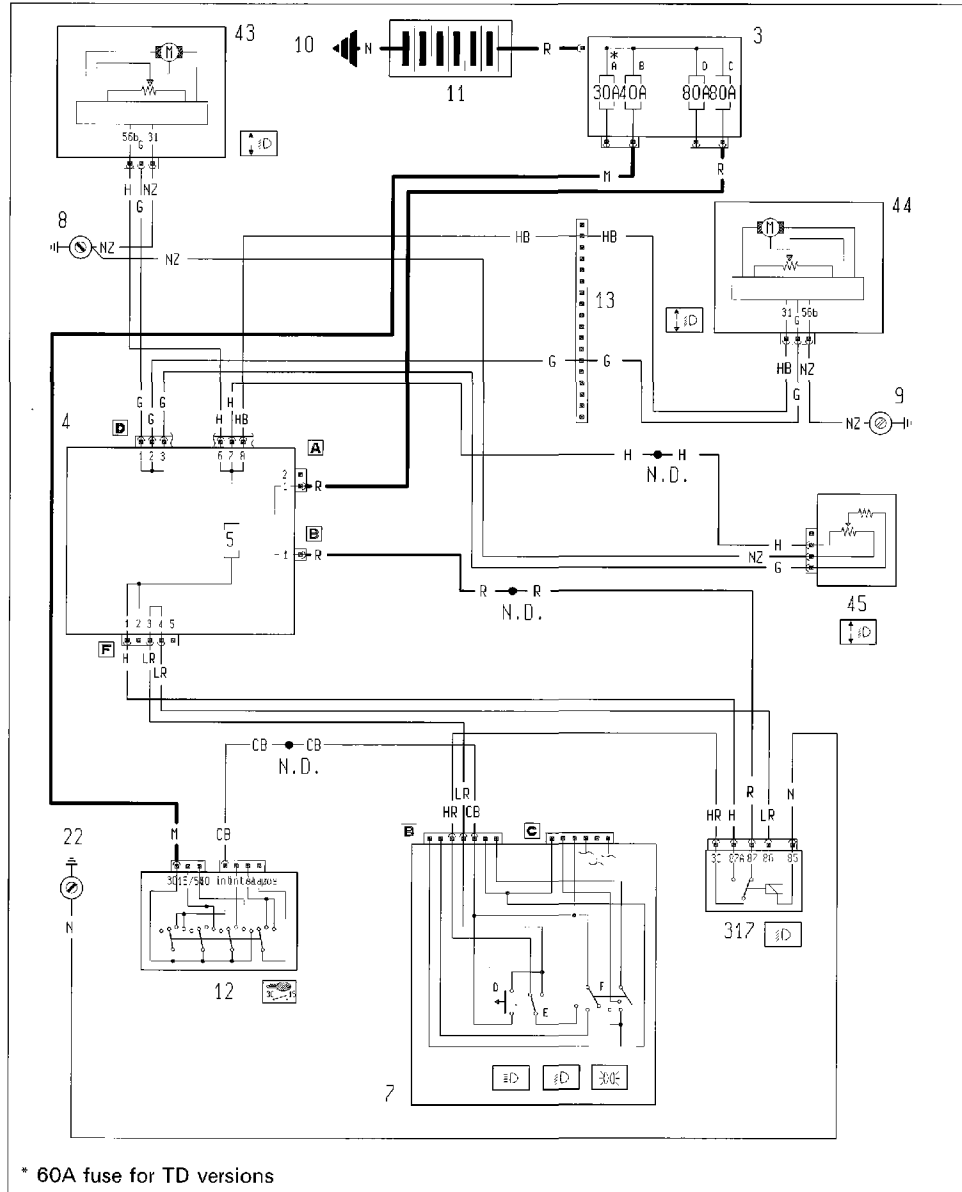 43
10
N
R
3
M
11
* A B D C
30A 40A 80A 80A
56b G 31
H NZ
G
M
R
8
NZ
NZ
44
M
HB
HB
13
31 G 56b
HB NZ
G
G
G
9
NZ
4
G G G
H H HB
D
1 2 3
6 7 8
A
2
1
R
H
H
N.D.
5
B
1
R
H
NZ
G
R
R
N.D.
45
1 2 3 4 5
F
H LR
LR
CB
CB
N.D.
22
M
CB
LR
HR CB
R
HR H LR N
B
C
N
30 87A 87 86 85
317
12
D
E
F
7
* 60A fuse for TD versions